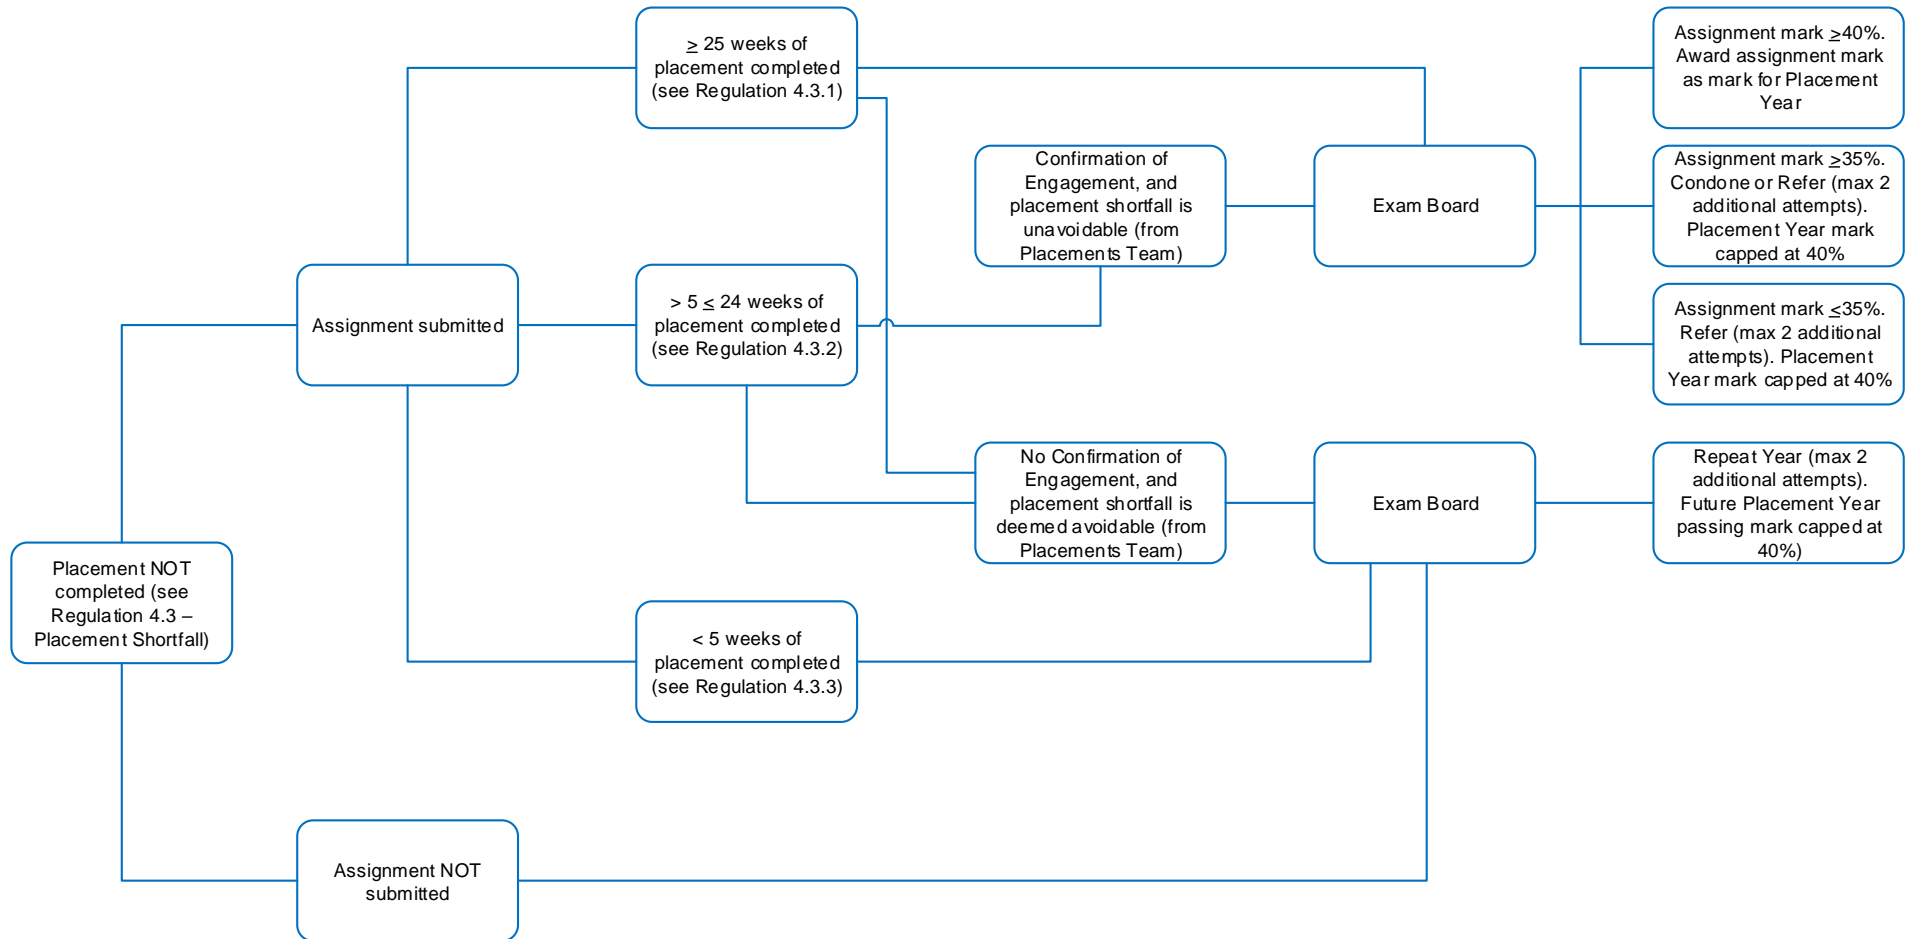 ≥ 25 weeks of
placement completed
(see Regulation 4.3.1)
Assignment mark ≥40%.
Award assignment mark
as mark for Placement
Year
Confirmation of
Engagement, and
placement shortfall is
unavoidable (from
Placements Team)
Exam Board
Assignment mark ≥35%.
Condone or Refer (max 2
additional attempts).
Placement Year mark
capped at 40%
Assignment submitted
> 5 ≤ 24 weeks of
placement completed
(see Regulation 4.3.2)
Assignment mark ≤35%.
Refer (max 2 additional
attempts). Placement
Year mark capped at 40%
No Confirmation of
Engagement, and
placement shortfall is
deemed avoidable (from
Placements Team)
Exam Board
Repeat Year (max 2
additional attempts).
Future Placement Year
passing mark capped at
40%)
Placement NOT
completed (see
Regulation 4.3 –
Placement Shortfall)
< 5 weeks of
placement completed
(see Regulation 4.3.3)
Assignment NOT
submitted